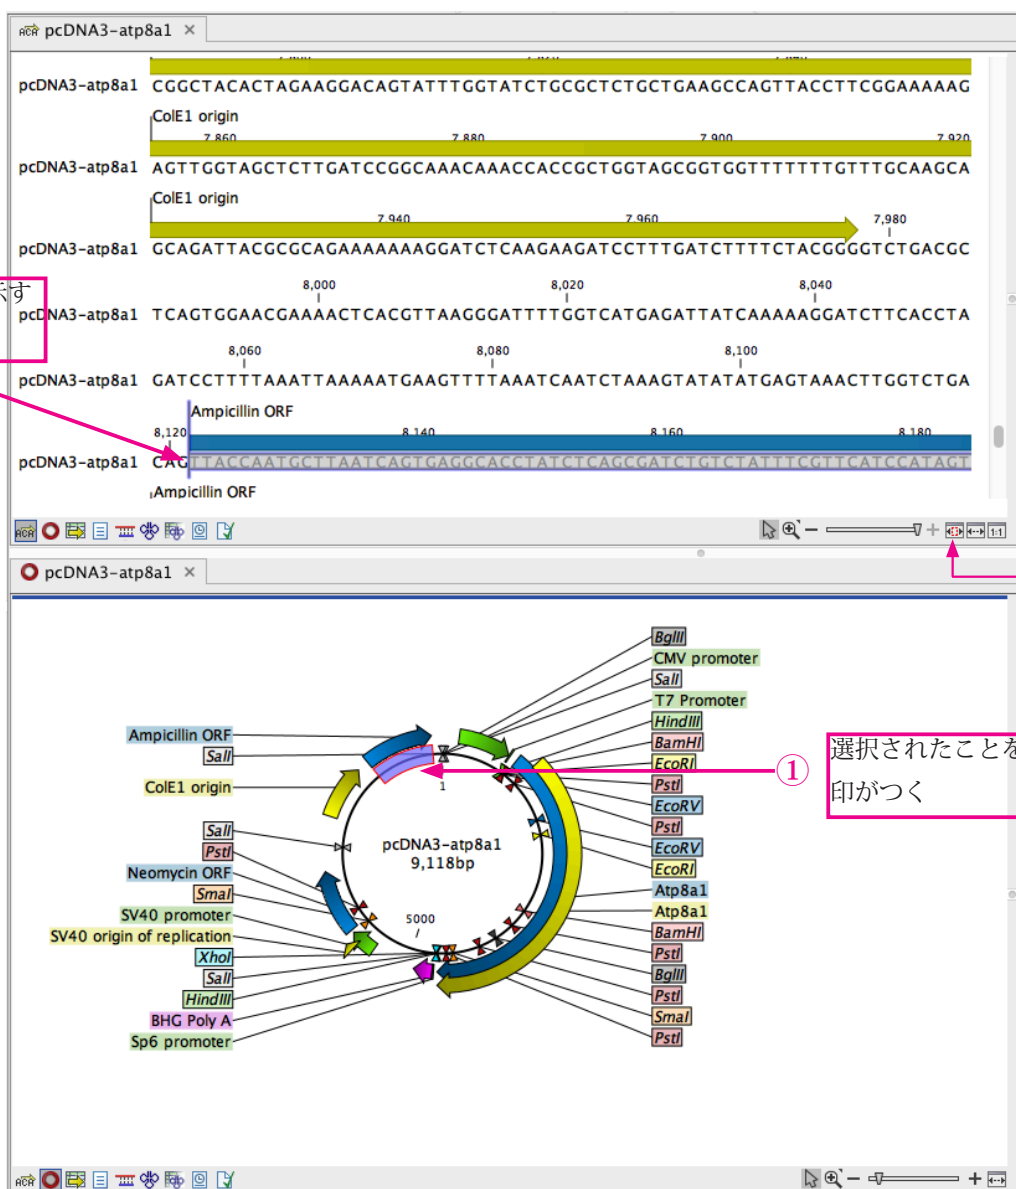 pcDNA3-atp8a1
pcDNA3-atp8a1 CGGCTACACTAGAAGGACAGTATTTGGTATCTGCGCTCTGCTGAAGCCAGTTACCTTCGGAAAAAG
ColE1 origin
7,860 7,880 7,900 7,920
pcDNA3-atp8a1 AGTTGGTAGCTCTTGATCCGGCAAACAAACCACCGCTGGTAGCGGTGGTTTTTTTGTTTGCAAGCA
ColE1 origin
7,940 7,960 7,980
pcDNA3-atp8a1 GCAGATTACGCGCAGAAAAAAAGGATCTCAAGAAGATCCTTTGATCTTTTCTACGGGGTCTGACGC
示す
8,000 8,020 8,040
pcDNA3-atp8a1 TCAGTGGAACGAAAACTCACGTTAAGGGATTTTGGTCATGAGATTATCAAAAAGGATCTTCACCTA
8,060 8,080 8,100
pcDNA3-atp8a1 GATCCTTTTAAATTAAAAATGAAGTTTTAAATCAATCTAAAGTATATATGAGTAAACTTGGTCTGA
Ampicillin ORF
8,120 8,140 8,160 8,180
pcDNA3-atp8a1 CAGTTACCAATGCTTAATCAGTGAGGCACCTATCTCAGCGATCTGTCTATTTCGTTCATCCATAGT
Ampicillin ORF
1:1
pcDNA3-atp8a1
BglII
CMV promoter
SalI
T7 Promoter
HindIII
BamHI
EcoRI
PstI
EcoRV
PstI
EcoRV
EcoRI
Atp8a1
Atp8a1
BamHI
PstI
BglII
PstI
SmaI
PstI
Ampicillin ORF
SalI
ColE1 origin
SalI
PstI
Neomycin ORF
SmaI
SV40 promoter
SV40 origin of replication
XhoI
SalI
HindIII
BHG Poly A
Sp6 promoter
1
pcDNA3-atp8a1
9,118bp
5000
①
選択されたことを
印がつく